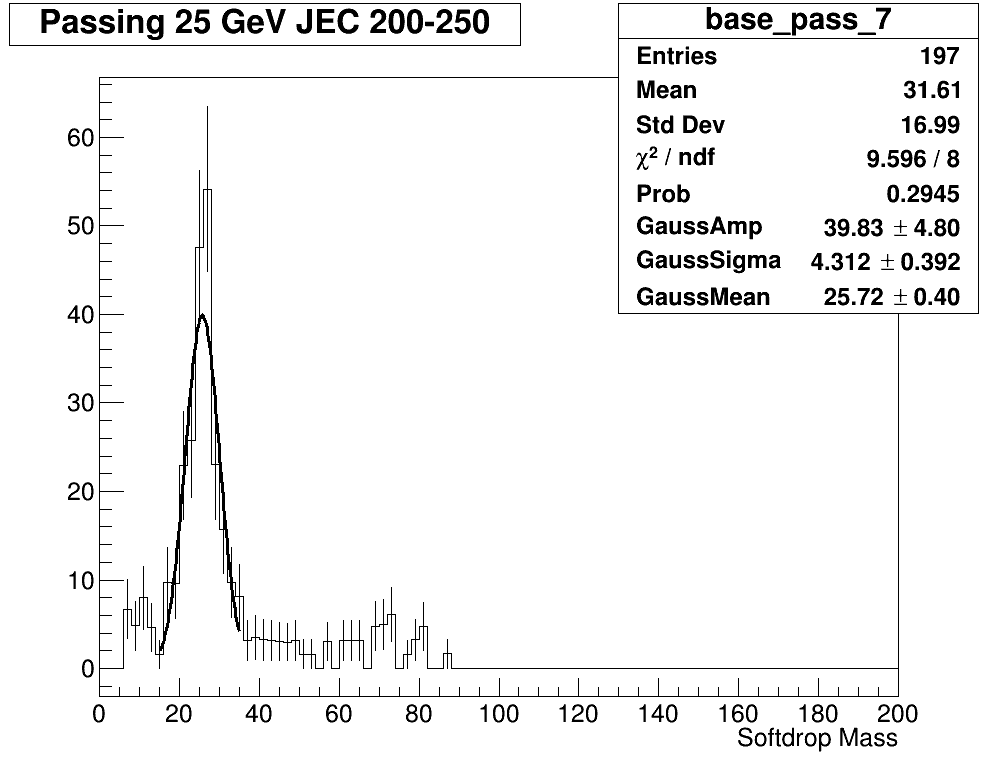 Passing 25 GeV JEC 200-250
base_pass_7
Entries 197
Mean 31.61
Std Dev 16.99
χ² / ndf 9.596 / 8
Prob 0.2945
GaussAmp 39.83 ± 4.80
GaussSigma 4.312 ± 0.392
GaussMean 25.72 ± 0.40
60
50
40
30
20
10
0
0 20 40 60 80 100 120 140 160 180 200
Softdrop Mass